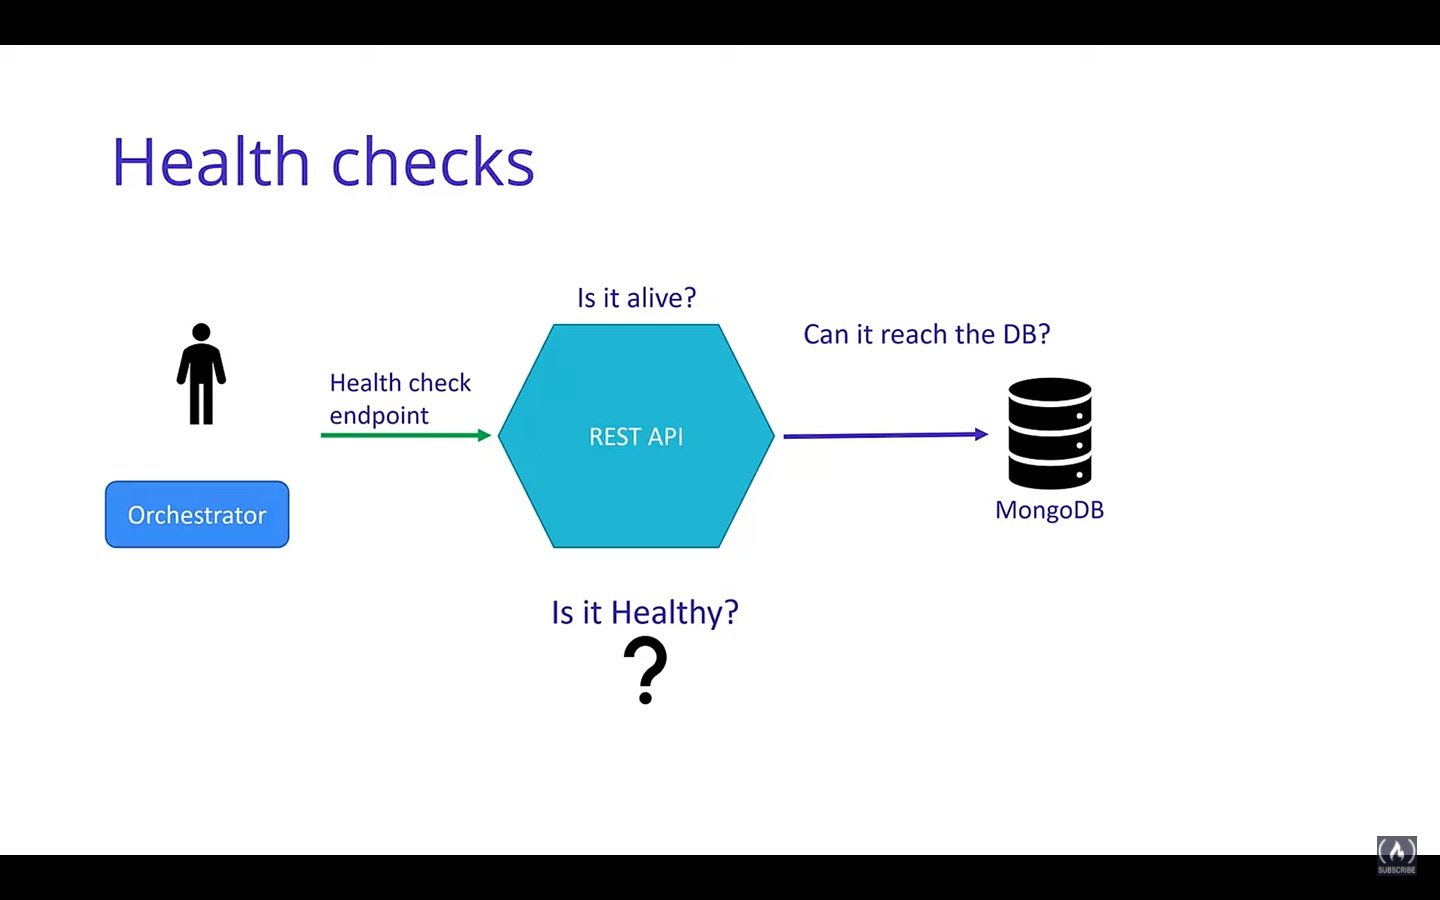 Health checks
Is it alive?
Can it reach the DB?
Health check
endpoint
REST API
Orchestrator
MongoDB
Is it Healthy?
?
SUBSCRIBE